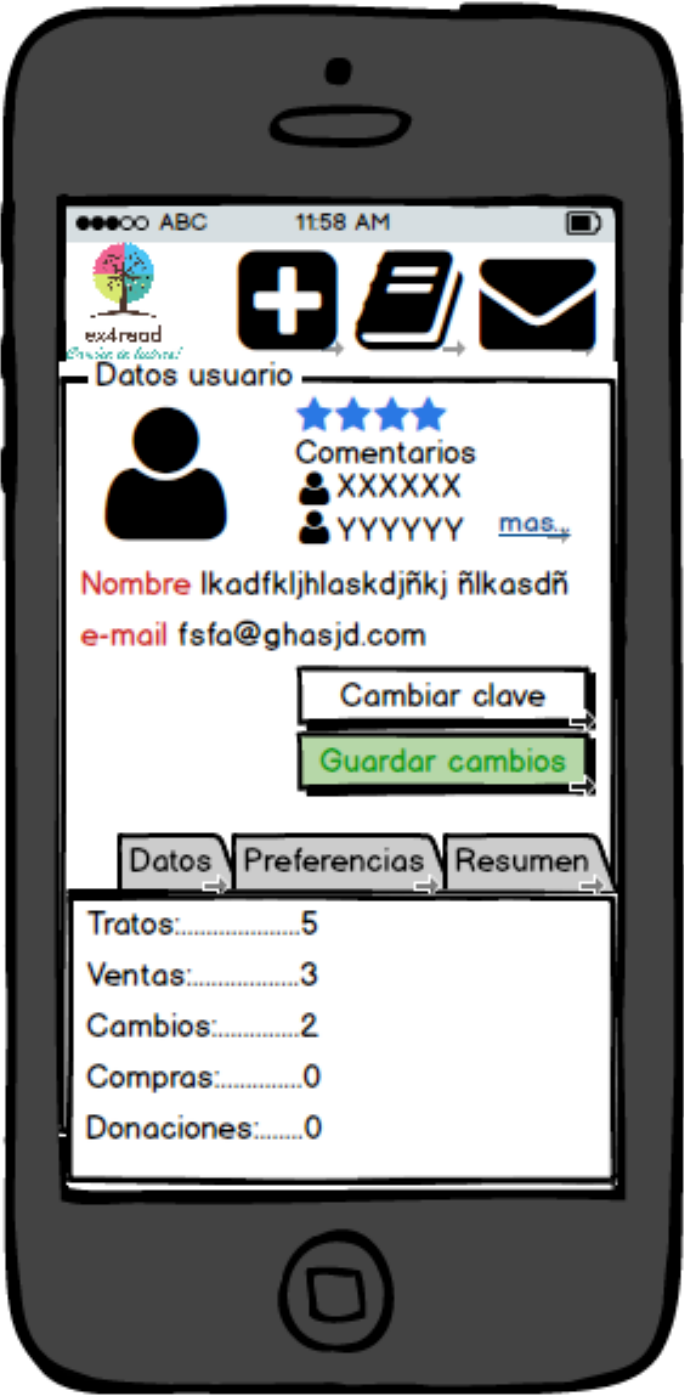 ABC 11:58 AM
ex4read
Datos usuario
Comentarios
XXXXXX
YYYYYY mas...
Nombre lkadfkljhlaskdjñkj ñlkasdñ
e-mail fsfa@ghasjd.com
Cambiar clave
Guardar cambios
Datos Preferencias Resumen
Tratos:.....................5
Ventas:..................3
Cambios:..............2
Compras:..............0
Donaciones:........0